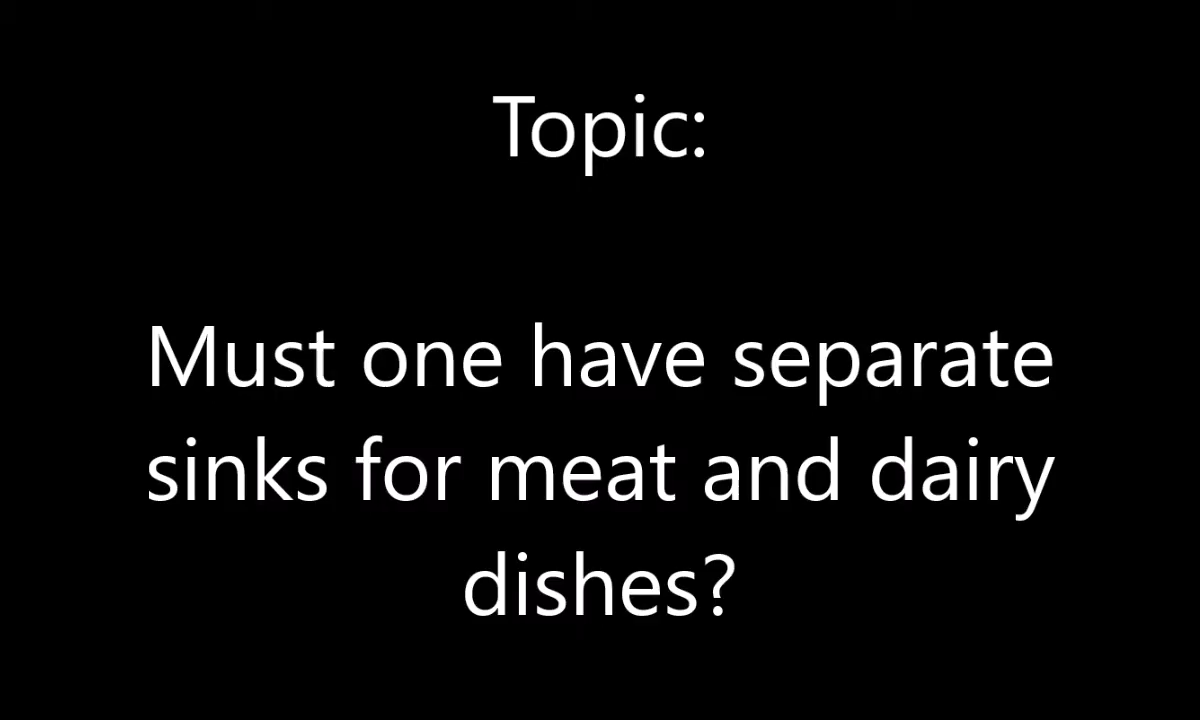 Topic:
Must one have separate
sinks for meat and dairy
dishes?